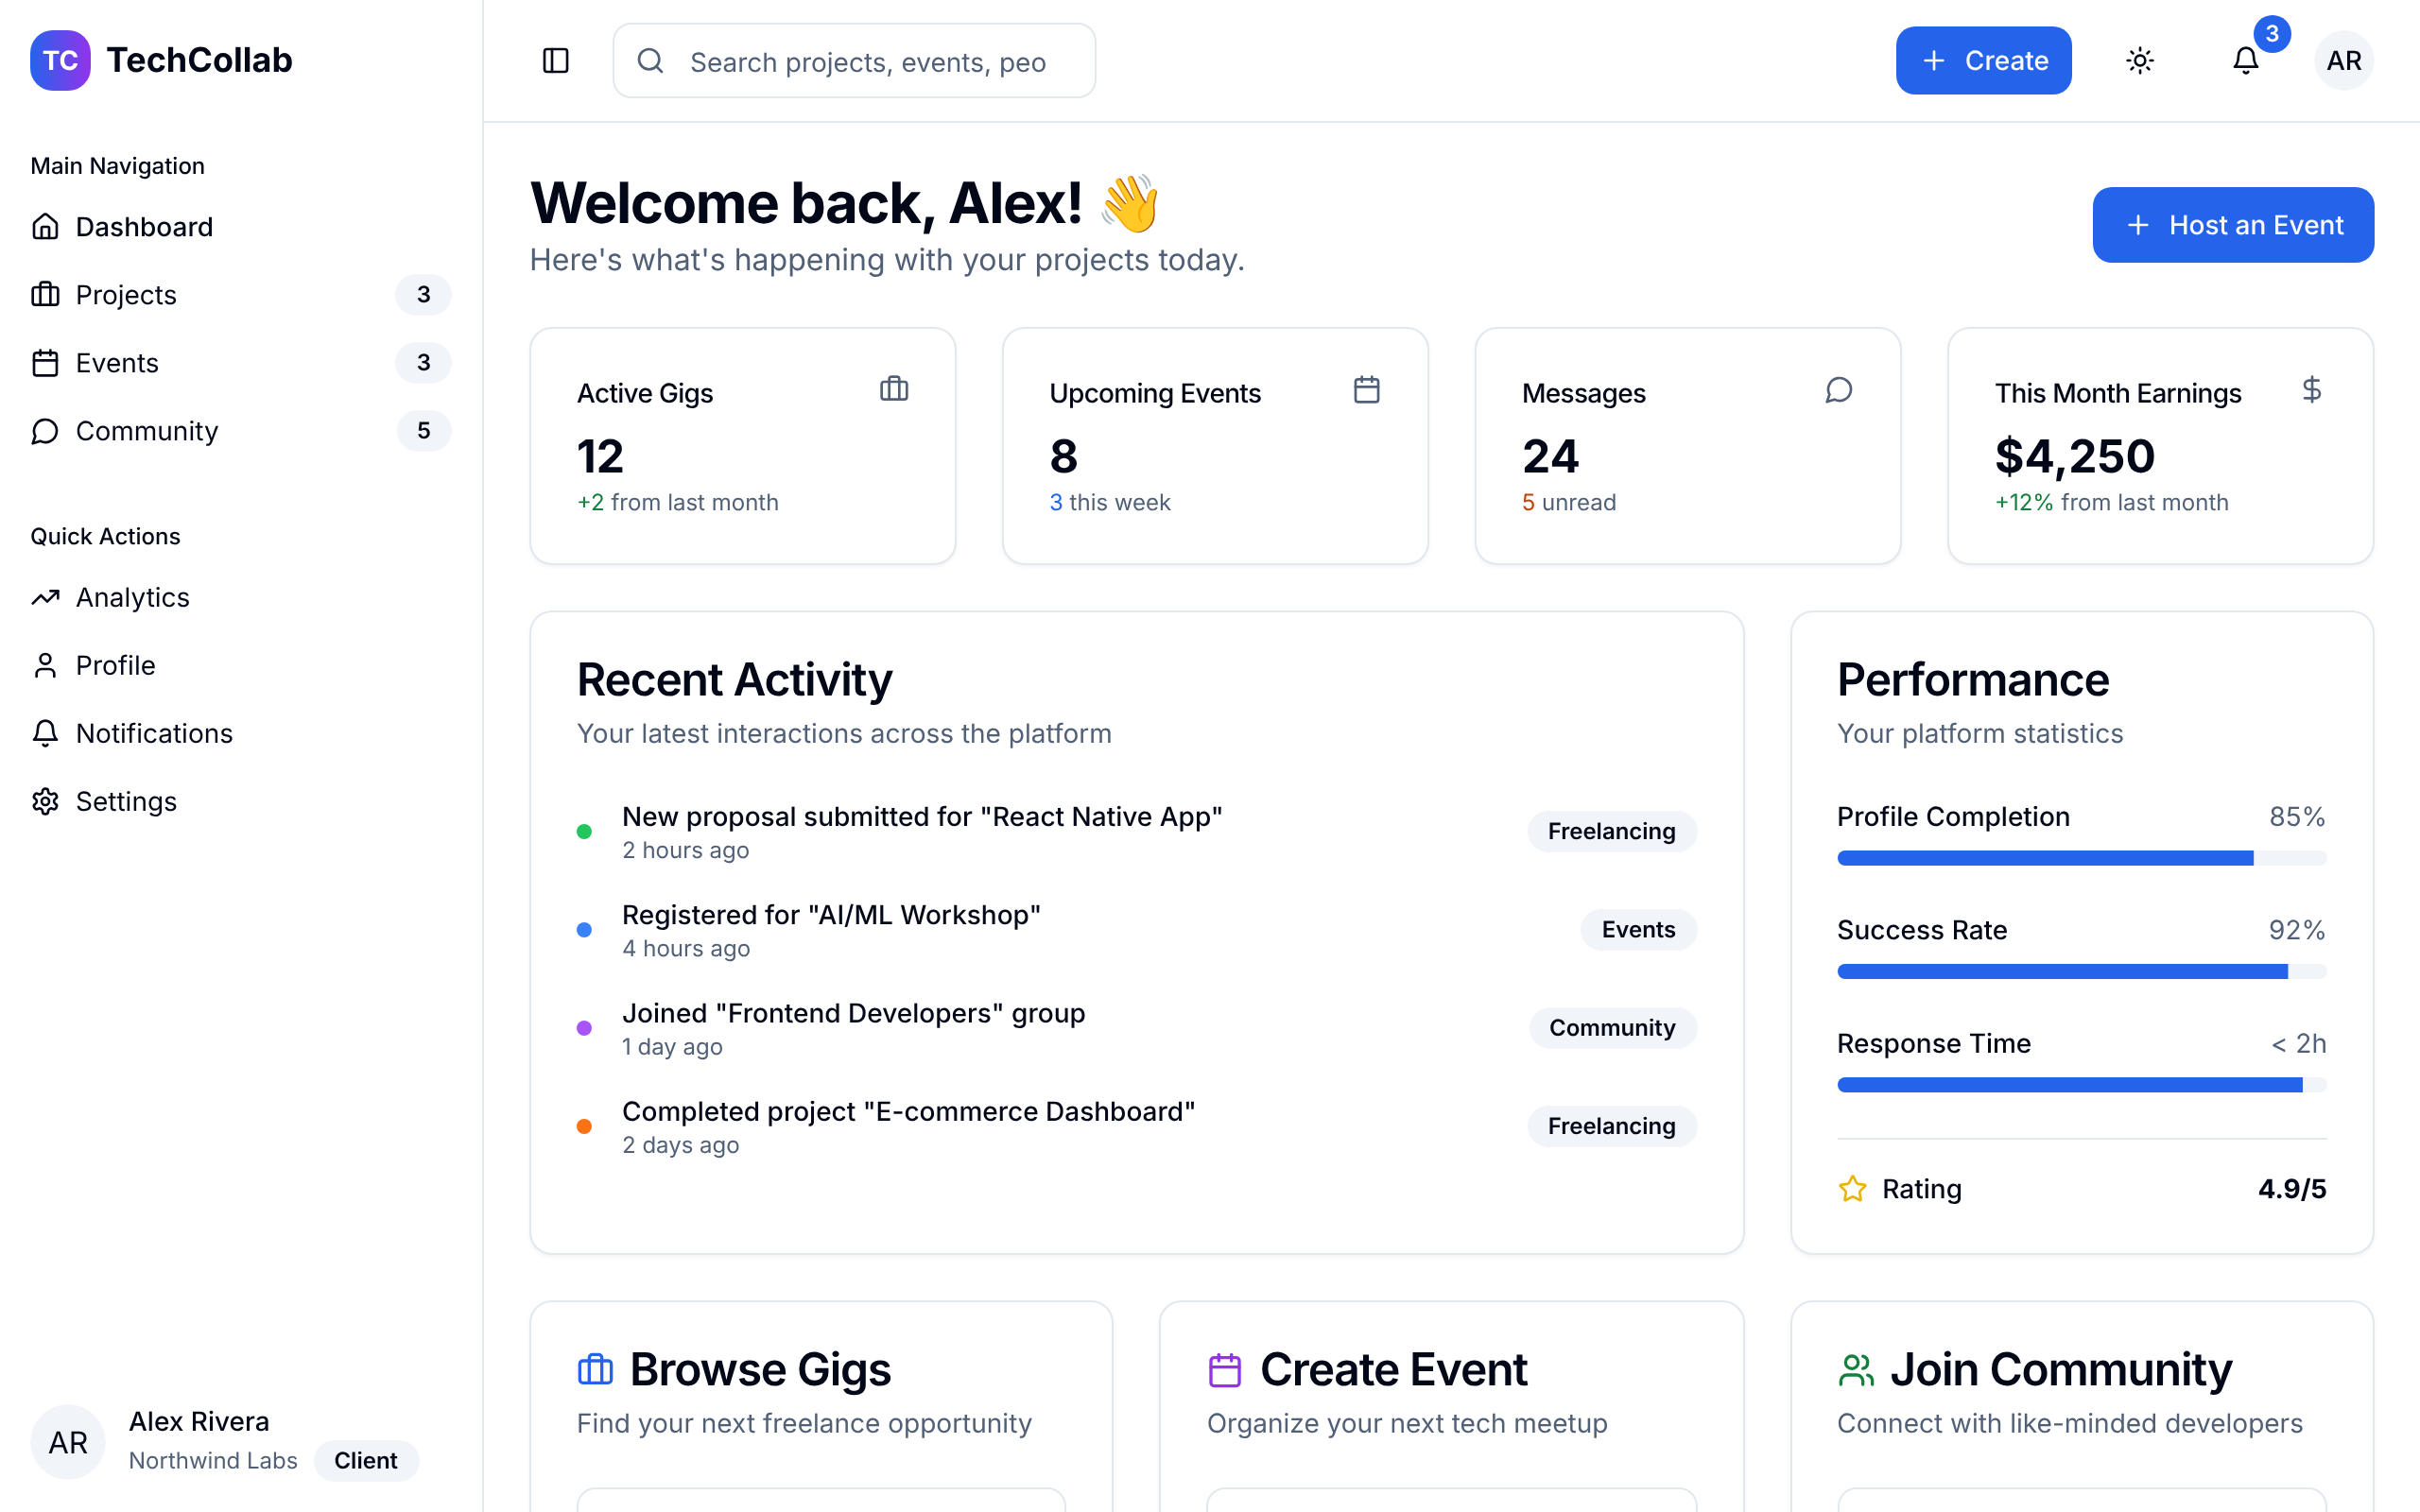 TC TechCollab
Main Navigation
Dashboard
Projects 3
Events 3
Community 5
Quick Actions
Analytics
Profile
Notifications
Settings
AR
Alex Rivera
Northwind Labs Client
Search projects, events, peo
Create
3
AR
Welcome back, Alex! 👋
Here's what's happening with your projects today.
Host an Event
Active Gigs
12
+2 from last month
Upcoming Events
8
3 this week
Messages
24
5 unread
This Month Earnings
$4,250
+12% from last month
Recent Activity
Your latest interactions across the platform
New proposal submitted for "React Native App"
2 hours ago
Freelancing
Registered for "AI/ML Workshop"
4 hours ago
Events
Joined "Frontend Developers" group
1 day ago
Community
Completed project "E-commerce Dashboard"
2 days ago
Freelancing
Performance
Your platform statistics
Profile Completion 85%
Success Rate 92%
Response Time < 2h
Rating 4.9/5
Browse Gigs
Find your next freelance opportunity
Create Event
Organize your next tech meetup
Join Community
Connect with like-minded developers